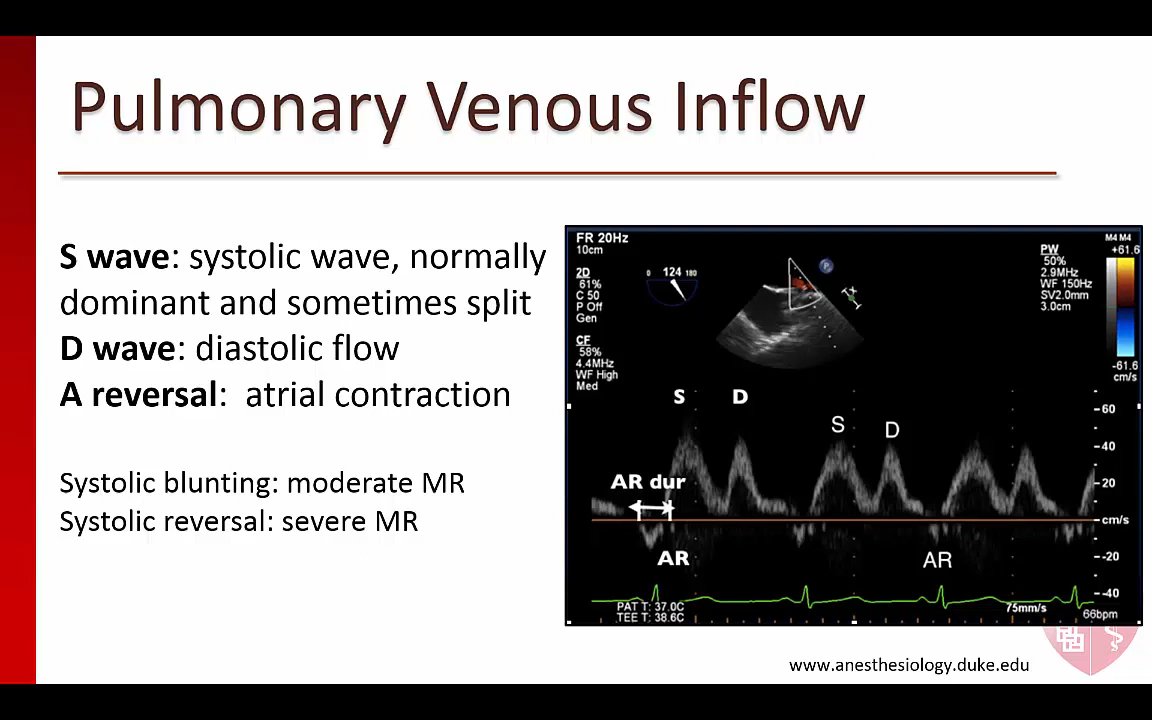 Pulmonary Venous Inflow
S wave: systolic wave, normally
dominant and sometimes split
D wave: diastolic flow
A reversal: atrial contraction
Systolic blunting: moderate MR
Systolic reversal: severe MR
FR 20Hz
10cm
2D
61%
C 50
P Off
Gen
CF
58%
4.4MHz
WF High
Med
0 124 180
P
PW
50%
2.9MHz
WF 150Hz
SV2.0mm
3.0cm
M4 M4
+61.6
-61.6
cm/s
S D
S D
AR dur
AR
AR
60
40
20
cm/s
-20
-40
PAT T: 37.0C
TEE T: 38.6C
75mm/s
66bpm
www.anesthesiology.duke.edu